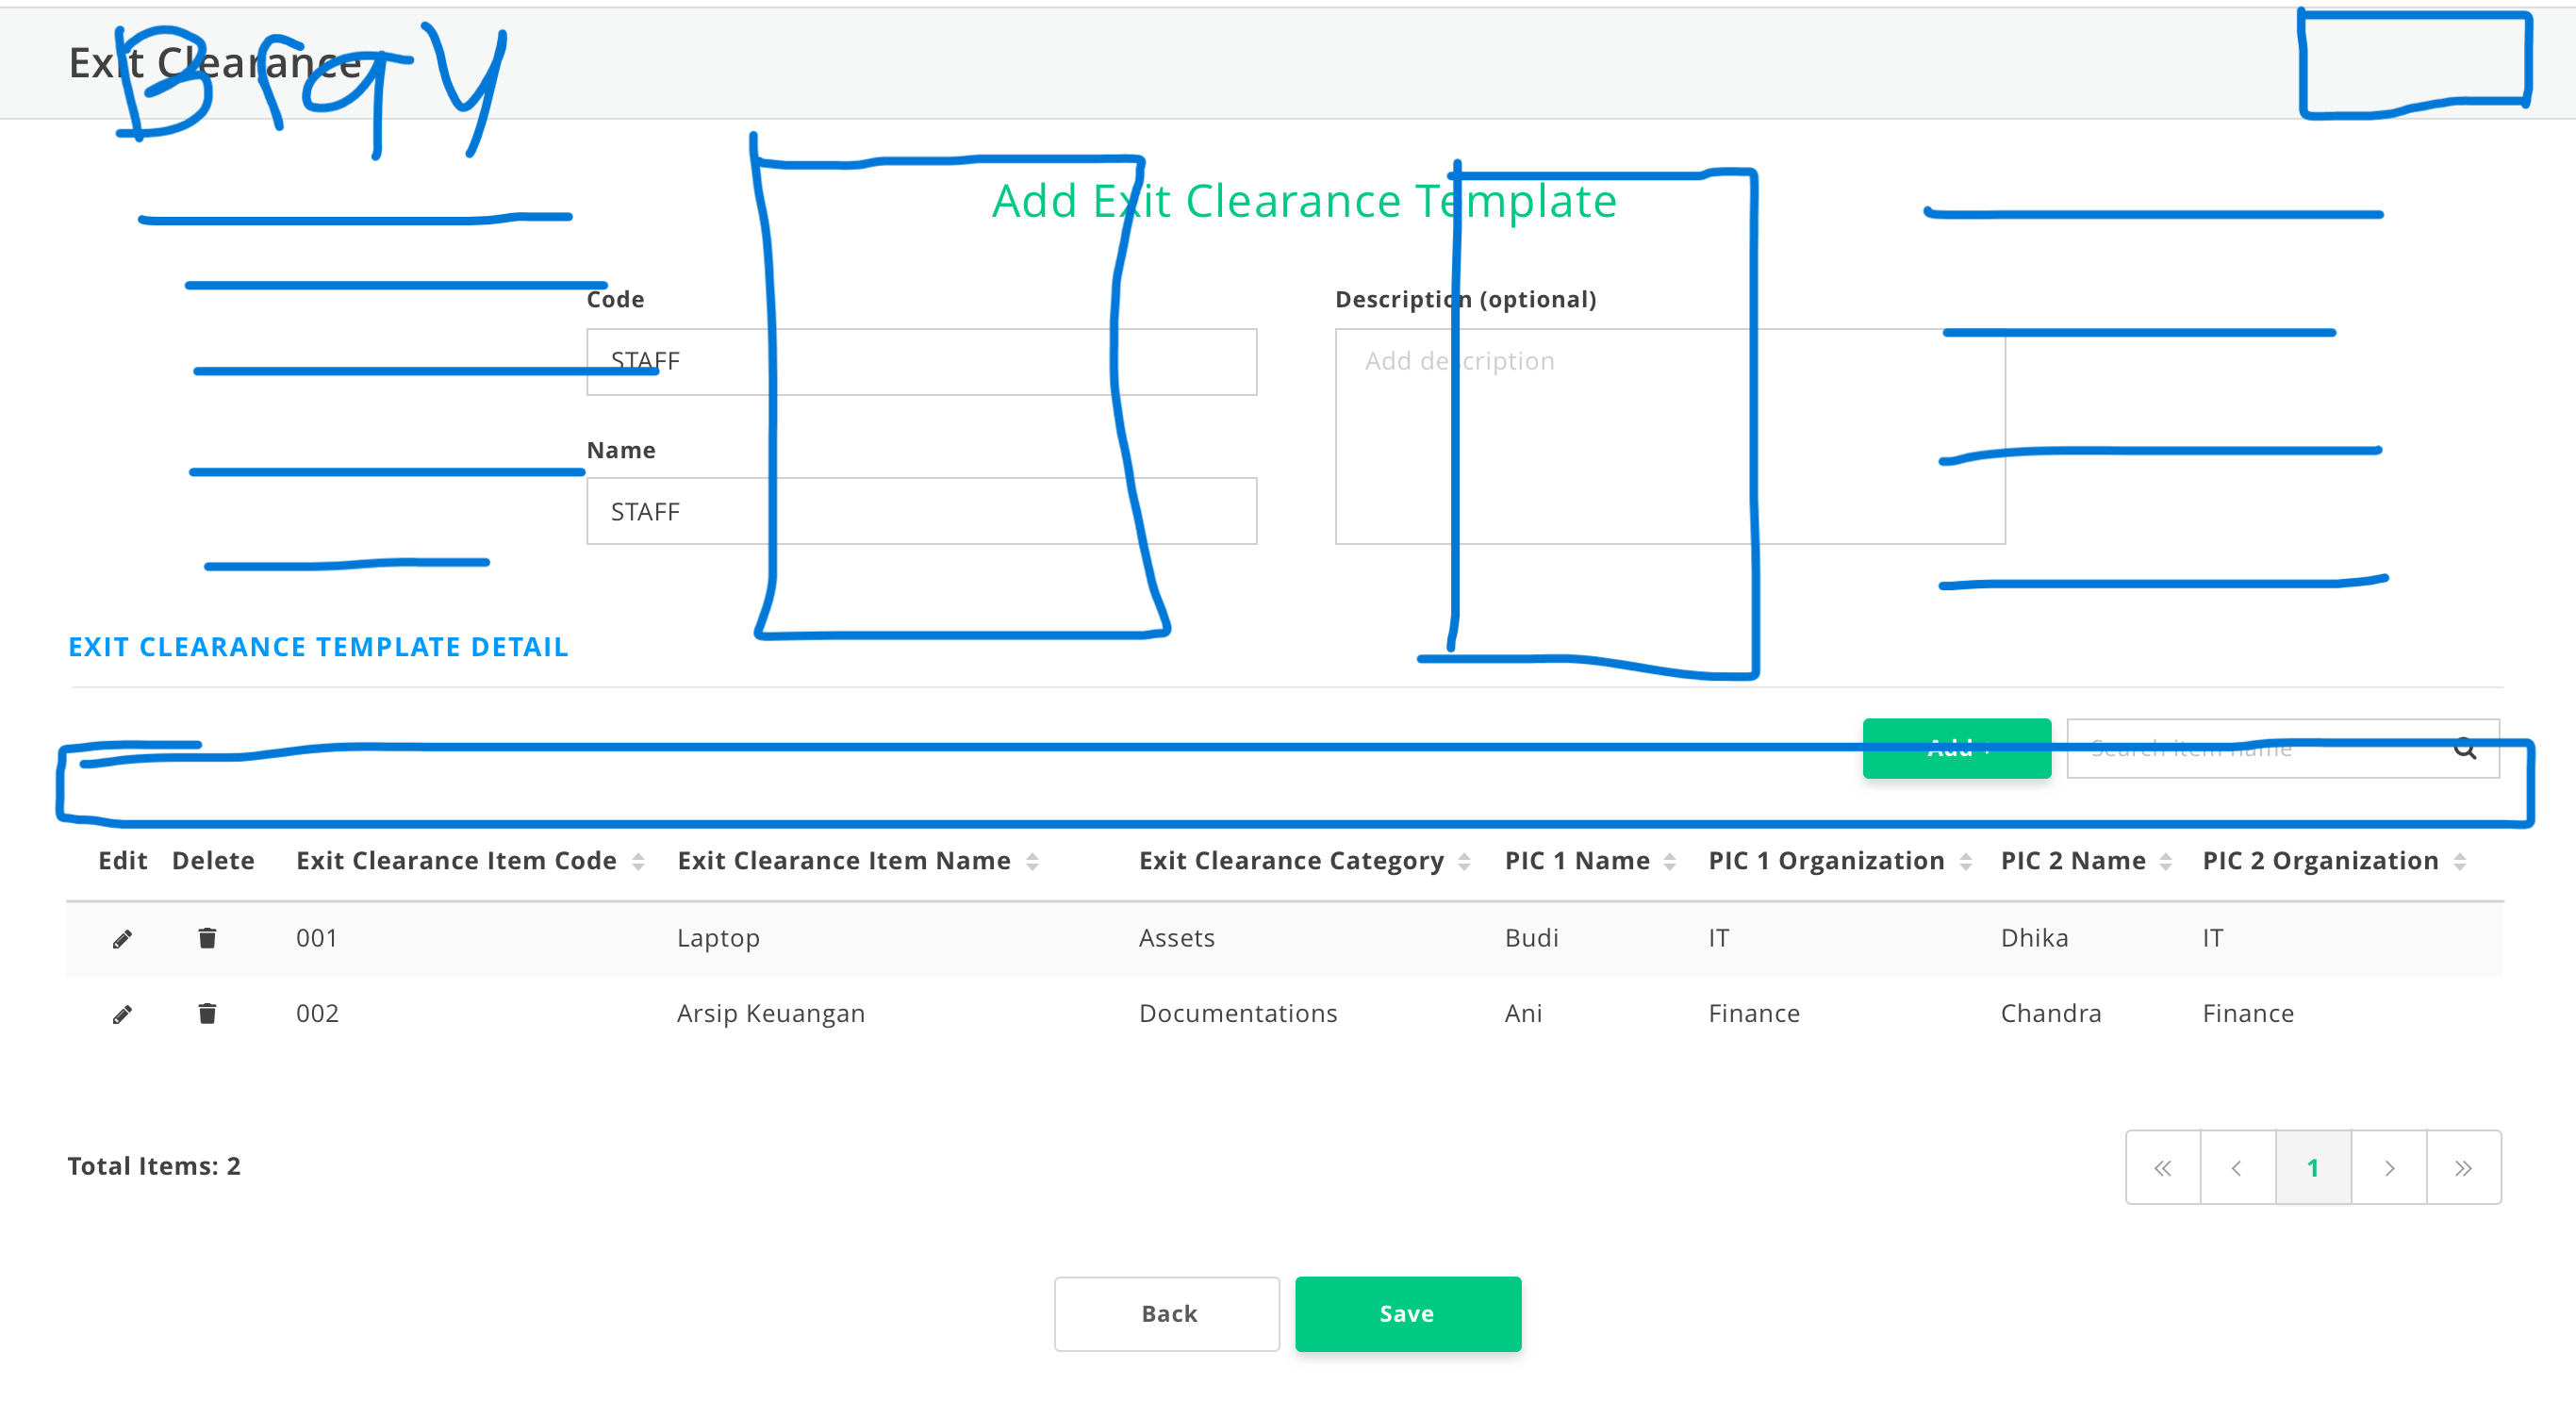 Exit Clearance
Bray
Add Exit Clearance Template
Code
Description (optional)
STAFF
Add description
Name
STAFF
EXIT CLEARANCE TEMPLATE DETAIL
Add +
Search item name
Edit Delete Exit Clearance Item Code Exit Clearance Item Name Exit Clearance Category PIC 1 Name PIC 1 Organization PIC 2 Name PIC 2 Organization
001 Laptop Assets Budi IT Dhika IT
002 Arsip Keuangan Documentations Ani Finance Chandra Finance
Total Items: 2
« < 1 > »
Back Save